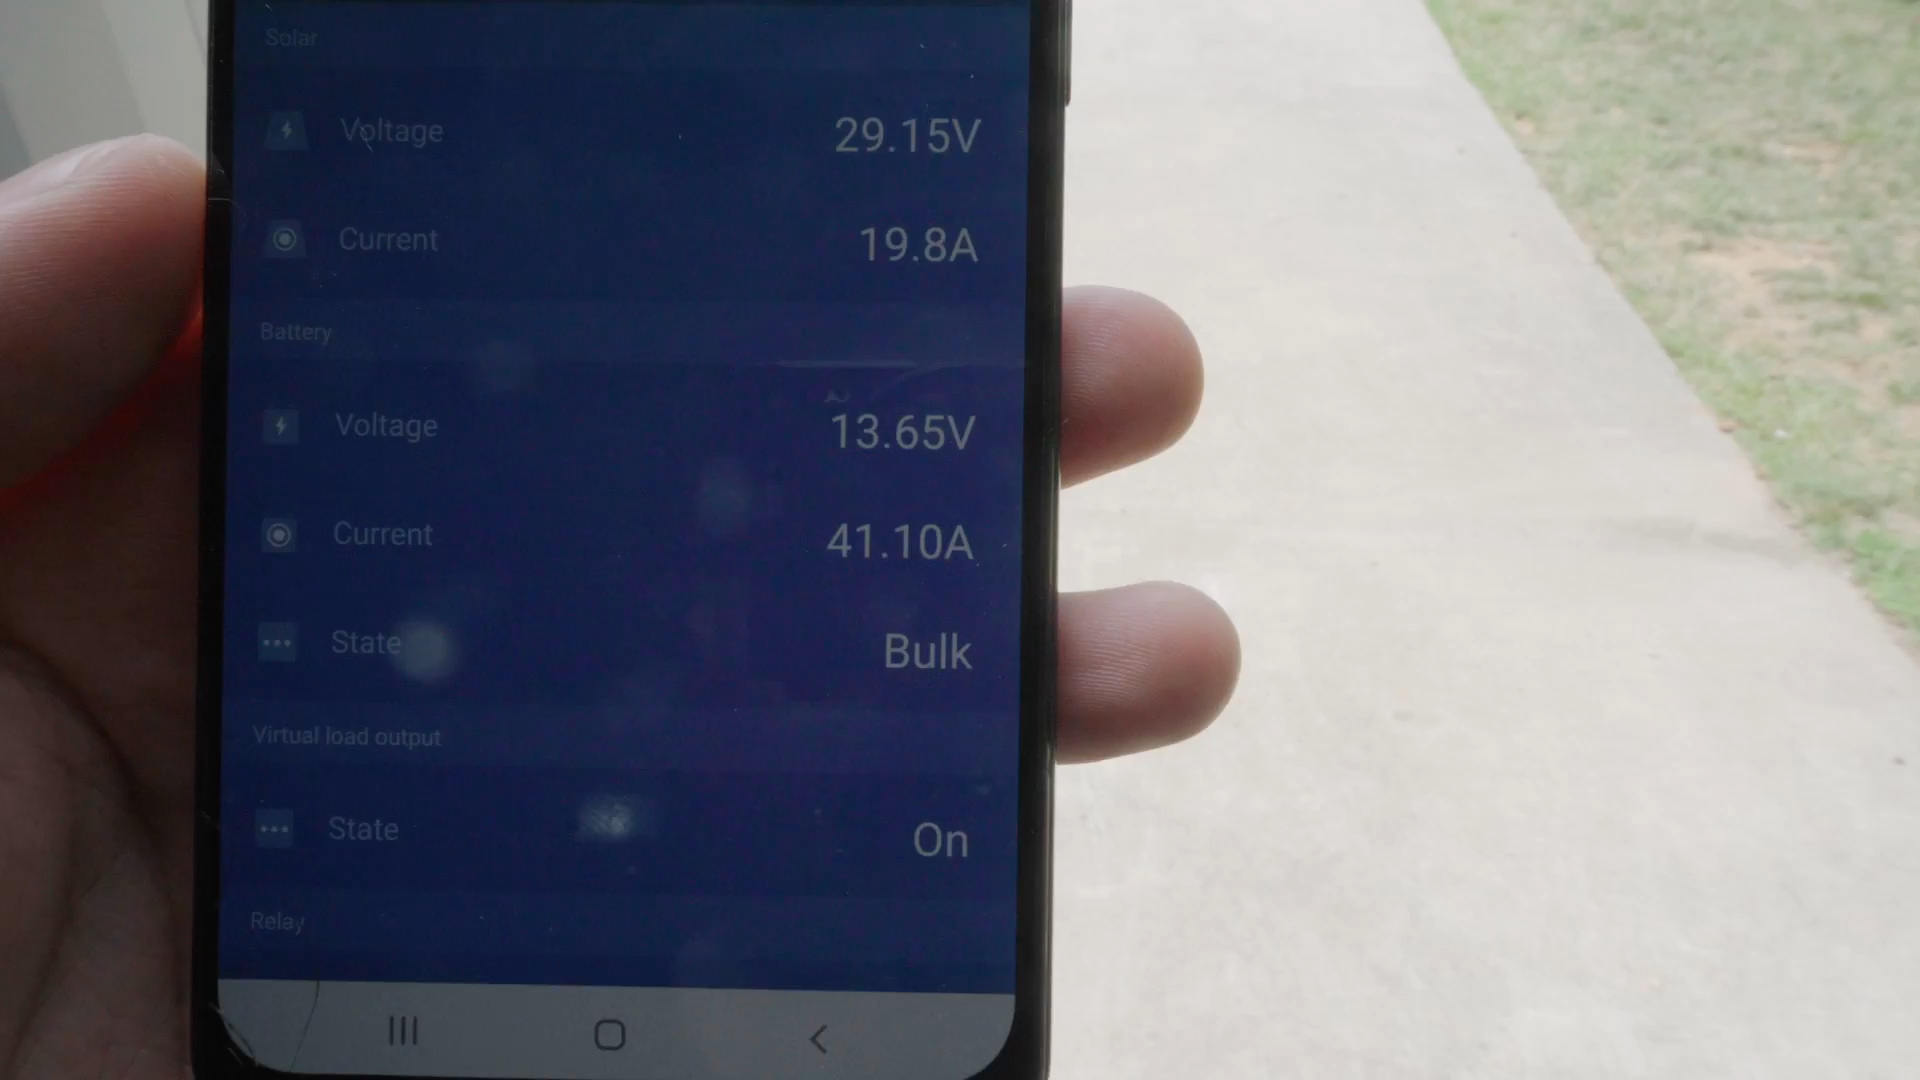 Solar
Voltage 29.15V
Current 19.8A
Battery
Voltage 13.65V
Current 41.10A
State Bulk
Virtual load output
State On
Relay